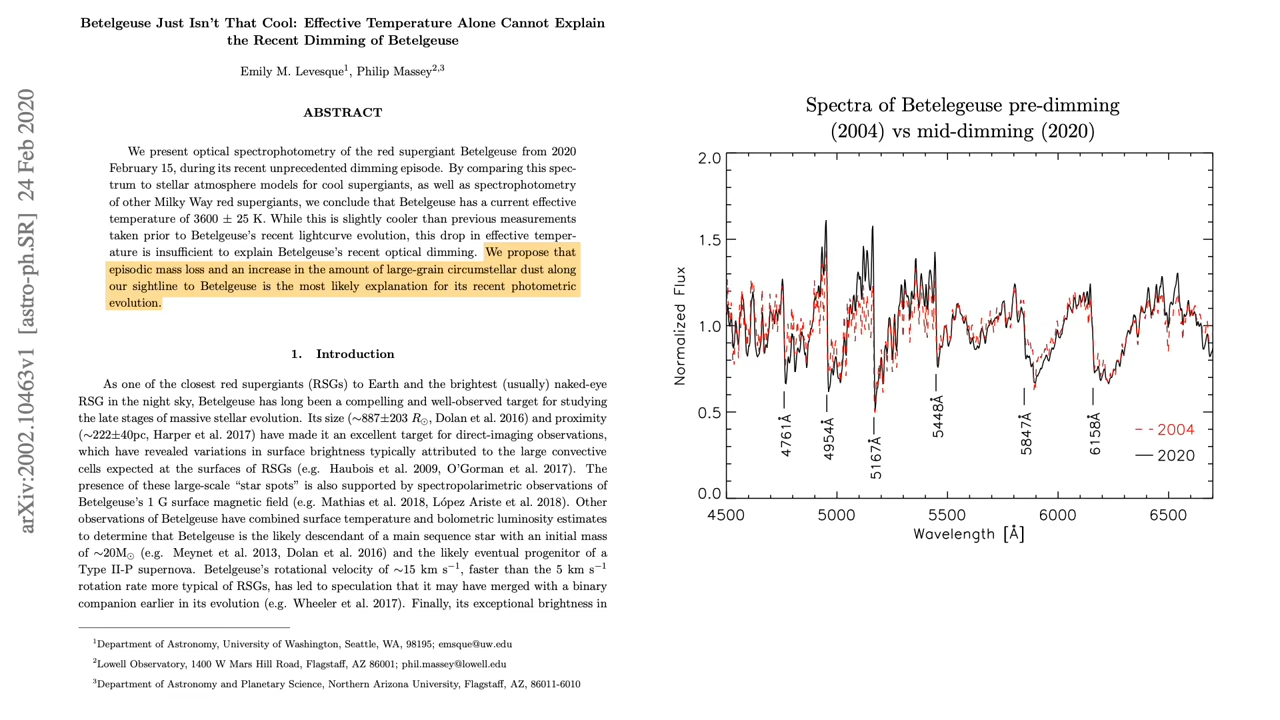 Betelgeuse Just Isn't That Cool: Effective Temperature Alone Cannot Explain
the Recent Dimming of Betelgeuse
Emily M. Levesque¹, Philip Massey²,³
ABSTRACT
We present optical spectrophotometry of the red supergiant Betelgeuse from 2020
February 15, during its recent unprecedented dimming episode. By comparing this spec-
trum to stellar atmosphere models for cool supergiants, as well as spectrophotometry
of other Milky Way red supergiants, we conclude that Betelgeuse has a current effective
temperature of 3600 ± 25 K. While this is slightly cooler than previous measurements
taken prior to Betelgeuse's recent lightcurve evolution, this drop in effective temper-
ature is insufficient to explain Betelgeuse's recent optical dimming. We propose that
episodic mass loss and an increase in the amount of large-grain circumstellar dust along
our sightline to Betelgeuse is the most likely explanation for its recent photometric
evolution.
1. Introduction
As one of the closest red supergiants (RSGs) to Earth and the brightest (usually) naked-eye
RSG in the night sky, Betelgeuse has long been a compelling and well-observed target for studying
the late stages of massive stellar evolution. Its size (∼887±203 R⊙, Dolan et al. 2016) and proximity
(∼222±40pc, Harper et al. 2017) have made it an excellent target for direct-imaging observations,
which have revealed variations in surface brightness typically attributed to the large convective
cells expected at the surfaces of RSGs (e.g. Haubois et al. 2009, O'Gorman et al. 2017). The
presence of these large-scale "star spots" is also supported by spectropolarimetric observations of
Betelgeuse's 1 G surface magnetic field (e.g. Mathias et al. 2018, López Ariste et al. 2018). Other
observations of Betelgeuse have combined surface temperature and bolometric luminosity estimates
to determine that Betelgeuse is the likely descendant of a main sequence star with an initial mass
of ∼20M⊙ (e.g. Meynet et al. 2013, Dolan et al. 2016) and the likely eventual progenitor of a
Type II-P supernova. Betelgeuse's rotational velocity of ∼15 km s⁻¹, faster than the 5 km s⁻¹
rotation rate more typical of RSGs, has led to speculation that it may have merged with a binary
companion earlier in its evolution (e.g. Wheeler et al. 2017). Finally, its exceptional brightness in
¹Department of Astronomy, University of Washington, Seattle, WA, 98195; emsque@uw.edu
²Lowell Observatory, 1400 W Mars Hill Road, Flagstaff, AZ 86001; phil.massey@lowell.edu
³Department of Astronomy and Planetary Science, Northern Arizona University, Flagstaff, AZ, 86011-6010
arXiv:2002.10463v1 [astro-ph.SR] 24 Feb 2020
Spectra of Betelegeuse pre-dimming
(2004) vs mid-dimming (2020)
Normalized Flux
2.0
1.5
1.0
0.5
0.0
4761Å
4954Å
5167Å
5448Å
5847Å
6158Å
2004
2020
4500 5000 5500 6000 6500
Wavelength [Å]